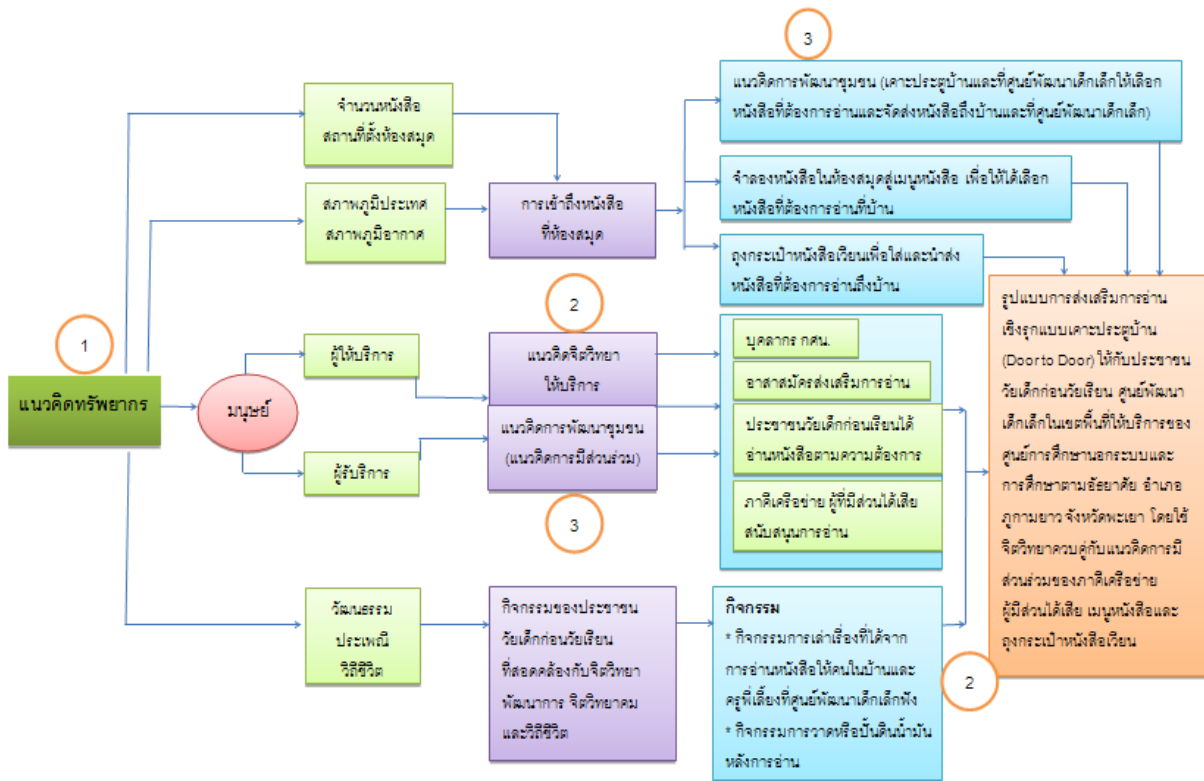 3
แนวคิดการพัฒนาชุมชน (เคาะประตูบ้านและที่ศูนย์พัฒนาเด็กเล็กให้เลือก
หนังสือที่ต้องการอ่านและจัดส่งหนังสือถึงบ้านและที่ศูนย์พัฒนาเด็กเล็ก)
จำนวนหนังสือ
สถานที่ตั้งห้องสมุด
จำลองหนังสือในห้องสมุดสู่เมนูหนังสือ เพื่อให้ได้เลือก
หนังสือที่ต้องการอ่านที่บ้าน
สภาพภูมิประเทศ
สภาพภูมิอากาศ
การเข้าถึงหนังสือ
ที่ห้องสมุด
ถุงกระเป๋าหนังสือเวียนเพื่อใส่และนำส่ง
หนังสือที่ต้องการอ่านถึงบ้าน
1
แนวคิดทรัพยากร
มนุษย์
ผู้ให้บริการ
ผู้รับบริการ
2
แนวคิดจิตวิทยา
ให้บริการ
แนวคิดการพัฒนาชุมชน
(แนวคิดการมีส่วนร่วม)
3
บุคลากร กศน.
อาสาสมัครส่งเสริมการอ่าน
ประชาชนวัยเด็กก่อนเรียนได้
อ่านหนังสือตามความต้องการ
ภาคีเครือข่าย ผู้ที่มีส่วนได้เสีย
สนับสนุนการอ่าน
รูปแบบการส่งเสริมการอ่าน
เชิงรุกแบบเคาะประตูบ้าน
(Doorto Door) ให้กับประชาชน
วัยเด็กก่อนวัยเรียน ศูนย์พัฒนา
เด็กเล็กในเขตพื้นที่ให้บริการของ
ศูนย์การศึกษานอกระบบและ
การศึกษาตามอัธยาศัย อำเภอ
ภูกามยาว จังหวัดพะเยา โดยใช้
จิตวิทยาควบคู่กับแนวคิดการมี
ส่วนร่วมของภาคีเครือข่าย
ผู้มีส่วนได้เสีย เมนูหนังสือและ
ถุงกระเป๋าหนังสือเวียน
วัฒนธรรม
ประเพณี
วิถีชีวิต
กิจกรรมของประชาชน
วัยเด็กก่อนวัยเรียน
ที่สอดคล้องกับจิตวิทยา
พัฒนาการ จิตวิทยาคม
และวิถีชีวิต
กิจกรรม
* กิจกรรมการเล่าเรื่องที่ได้จาก
การอ่านหนังสือให้คนในบ้านและ
ครูพี่เลี้ยงที่ศูนย์พัฒนาเด็กเล็กฟัง
* กิจกรรมการวาดหรือปั้นดินน้ำมัน
หลังการอ่าน
2